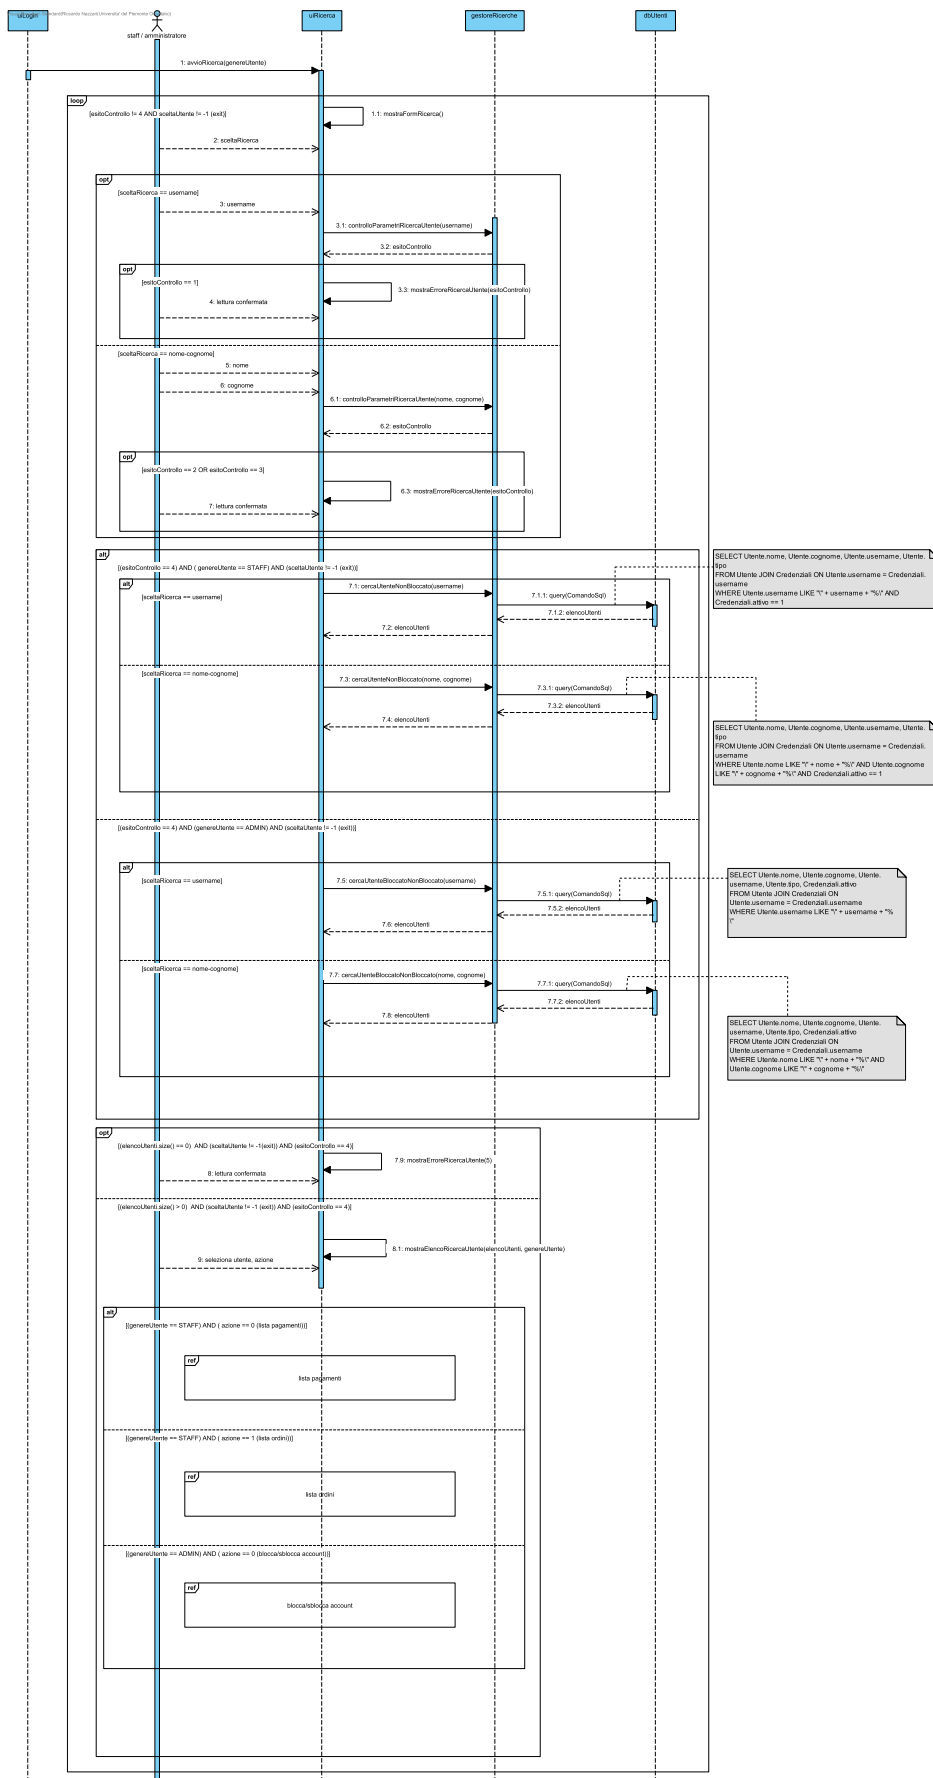 uiLogin
staff / amministratore
uiRicerca
gestoreRicerche
dbUtenti
1: avvioRicerca(genereUtente)
loop
[esitoControllo != 4 AND sceltaUtente != -1 (exit)]
1.1: mostraFormRicerca()
2: sceltaRicerca
opt
[sceltaRicerca == username]
3: username
3.1: controlloParametriRicercaUtente(username)
3.2: esitoControllo
opt
[esitoControllo == 1]
3.3: mostraErroreRicercaUtente(esitoControllo)
4: lettura confermata
[sceltaRicerca == nome-cognome]
5: nome
6: cognome
6.1: controlloParametriRicercaUtente(nome, cognome)
6.2: esitoControllo
opt
[esitoControllo == 2 OR esitoControllo == 3]
6.3: mostraErroreRicercaUtente(esitoControllo)
7: lettura confermata
alt
[(esitoControllo == 4) AND ( genereUtente == STAFF) AND (sceltaUtente != -1 (exit))]
SELECT Utente.nome, Utente.cognome, Utente.username, Utente.
tipo
FROM Utente JOIN Credenziali ON Utente.username = Credenziali.
username
WHERE Utente.username LIKE "\" + username + "%\" AND
Credenziali.attivo == 1
alt
[sceltaRicerca == username]
7.1: cercaUtenteNonBloccato(username)
7.1.1: query(ComandoSql)
7.1.2: elencoUtenti
7.2: elencoUtenti
[sceltaRicerca == nome-cognome]
7.3: cercaUtenteNonBloccato(nome, cognome)
7.3.1: query(ComandoSql)
7.3.2: elencoUtenti
7.4: elencoUtenti
SELECT Utente.nome, Utente.cognome, Utente.username, Utente.
tipo
FROM Utente JOIN Credenziali ON Utente.username = Credenziali.
username
WHERE Utente.nome LIKE "\" + nome + "%\" AND Utente.cognome
LIKE "\" + cognome + "%\" AND Credenziali.attivo == 1
[(esitoControllo == 4) AND (genereUtente == ADMIN) AND (sceltaUtente != -1 (exit))]
alt
[sceltaRicerca == username]
7.5: cercaUtenteBloccatoNonBloccato(username)
7.5.1: query(ComandoSql)
7.5.2: elencoUtenti
7.6: elencoUtenti
SELECT Utente.nome, Utente.cognome, Utente.
username, Utente.tipo, Credenziali.attivo
FROM Utente JOIN Credenziali ON
Utente.username = Credenziali.username
WHERE Utente.username LIKE "\" + username + "%
\"
[sceltaRicerca == nome-cognome]
7.7: cercaUtenteBloccatoNonBloccato(nome, cognome)
7.7.1: query(ComandoSql)
7.7.2: elencoUtenti
7.8: elencoUtenti
SELECT Utente.nome, Utente.cognome, Utente.
username, Utente.tipo, Credenziali.attivo
FROM Utente JOIN Credenziali ON
Utente.username = Credenziali.username
WHERE Utente.nome LIKE "\" + nome + "%\" AND
Utente.cognome LIKE "\" + cognome + "%\"
opt
[(elencoUtenti.size() == 0) AND (sceltaUtente != -1(exit)) AND (esitoControllo == 4)]
7.9: mostraErroreRicercaUtente(5)
8: lettura confermata
[(elencoUtenti.size() > 0) AND (sceltaUtente != -1 (exit)) AND (esitoControllo == 4)]
8.1: mostraElencoRicercaUtente(elencoUtenti, genereUtente)
9: seleziona utente, azione
alt
[(genereUtente == STAFF) AND ( azione == 0 (lista pagamenti))]
ref
lista pagamenti
[(genereUtente == STAFF) AND ( azione == 1 (lista ordini))]
ref
lista ordini
[(genereUtente == ADMIN) AND ( azione == 0 (blocca/sblocca account))]
ref
blocca/sblocca account